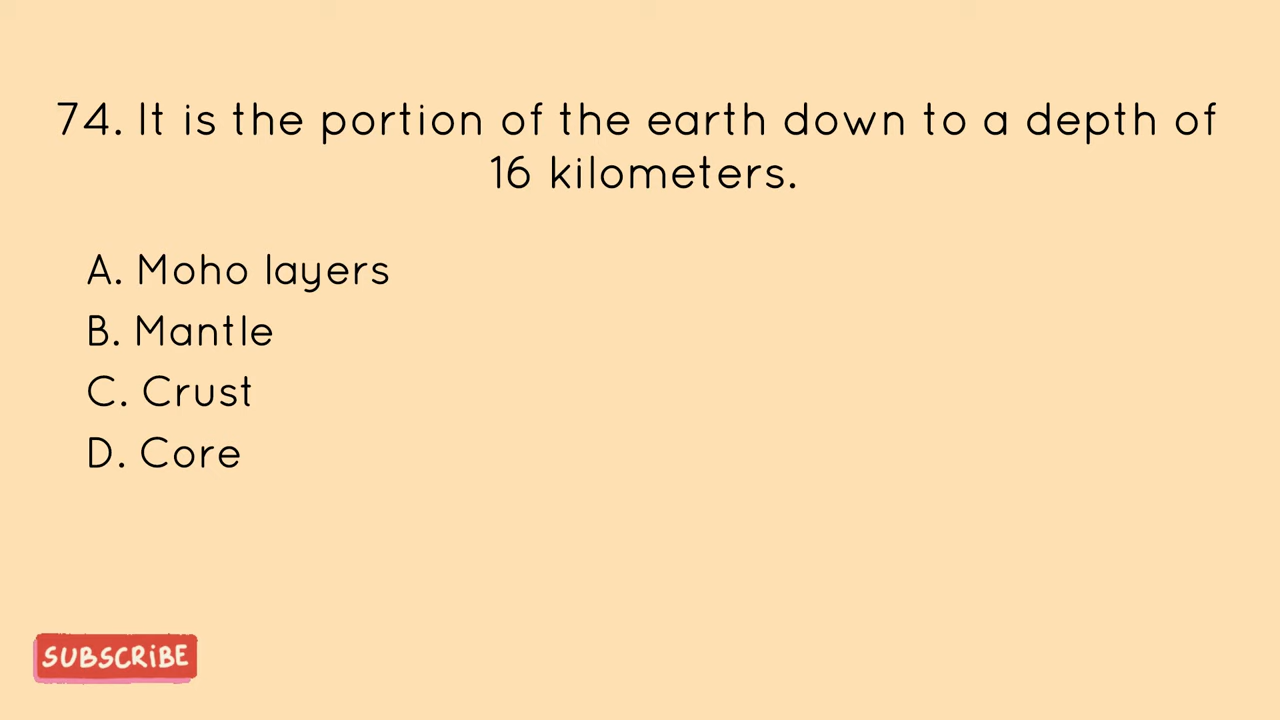 74. It is the portion of the earth down to a depth of
16 kilometers.
A. Moho layers
B. Mantle
C. Crust
D. Core
SUBSCRiBE